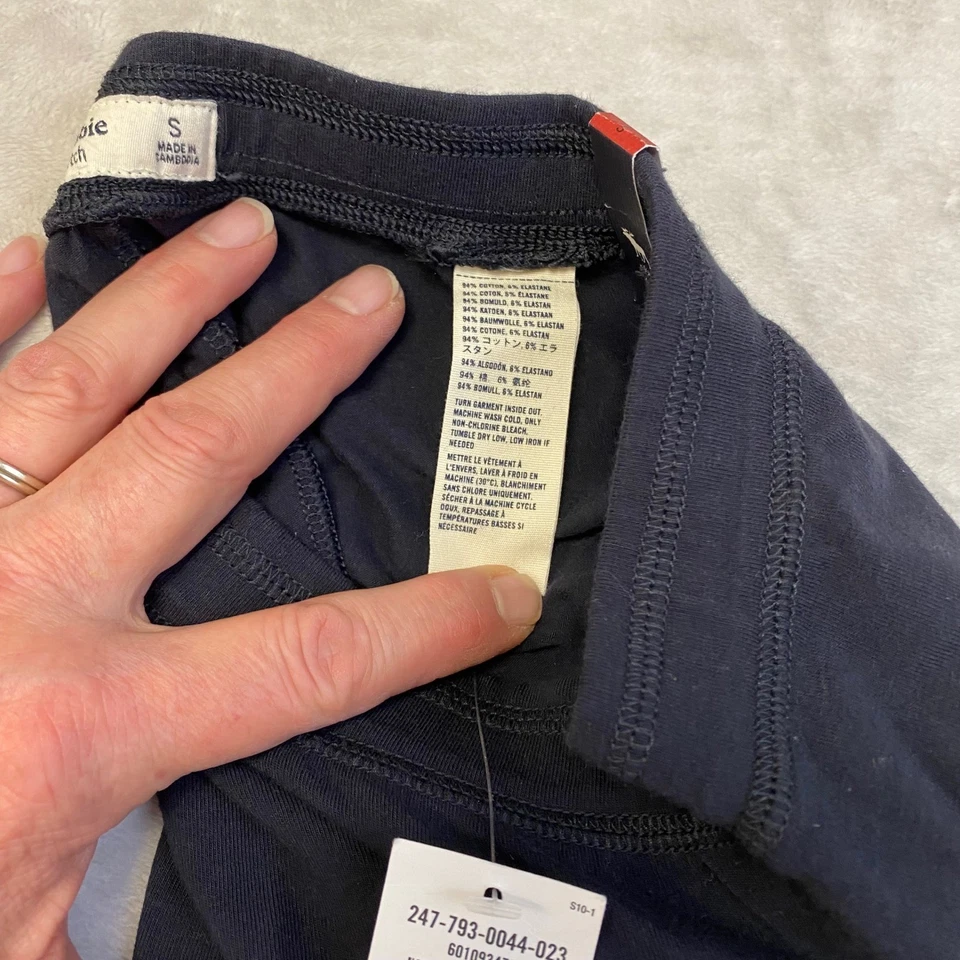 bie
ch
S
MADE IN
CAMBODIA
94% COTTON, 6% ELASTANE
94% COTON, 6% ÉLASTANE
94% BOMULD, 6% ELASTAN
94% KATOEN, 6% ELASTAAN
94% BAUMWOLLE, 6% ELASTAN
94% COTONE, 6% ELASTAN
94% コットン, 6% エラ
スタン
94% ALGODÓN, 6% ELASTANO
94% 棉, 6% 氨纶
94% BOMULL, 6% ELASTAN
TURN GARMENT INSIDE OUT,
MACHINE WASH COLD, ONLY
NON-CHLORINE BLEACH,
TUMBLE DRY LOW, LOW IRON IF
NEEDED
METTRE LE VÊTEMENT À
L'ENVERS, LAVER À FROID EN
MACHINE (30°C), BLANCHIMENT
SANS CHLORE UNIQUEMENT,
SÉCHER À LA MACHINE CYCLE
DOUX, REPASSAGE À
TEMPÉRATURES BASSES SI
NÉCESSAIRE
S10-1
247-793-0044-023
60109347